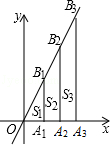 y
B₃
B₂
B₁
S₁ S₂ S₃
O A₁ A₂ A₃ x